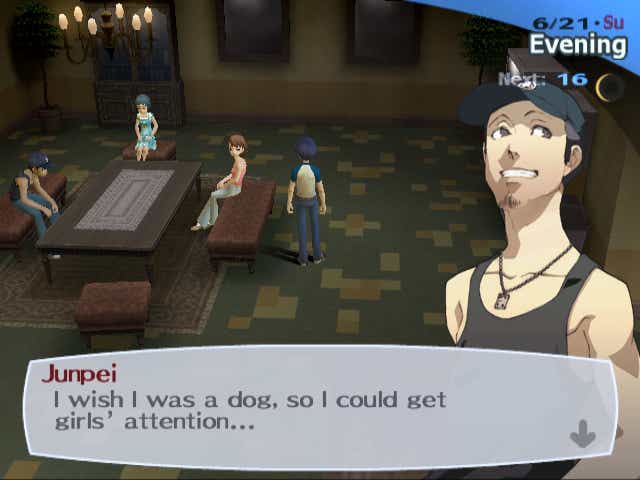 6/21・Su
Evening
Next: 16
Junpei
I wish I was a dog, so I could get
girls' attention...